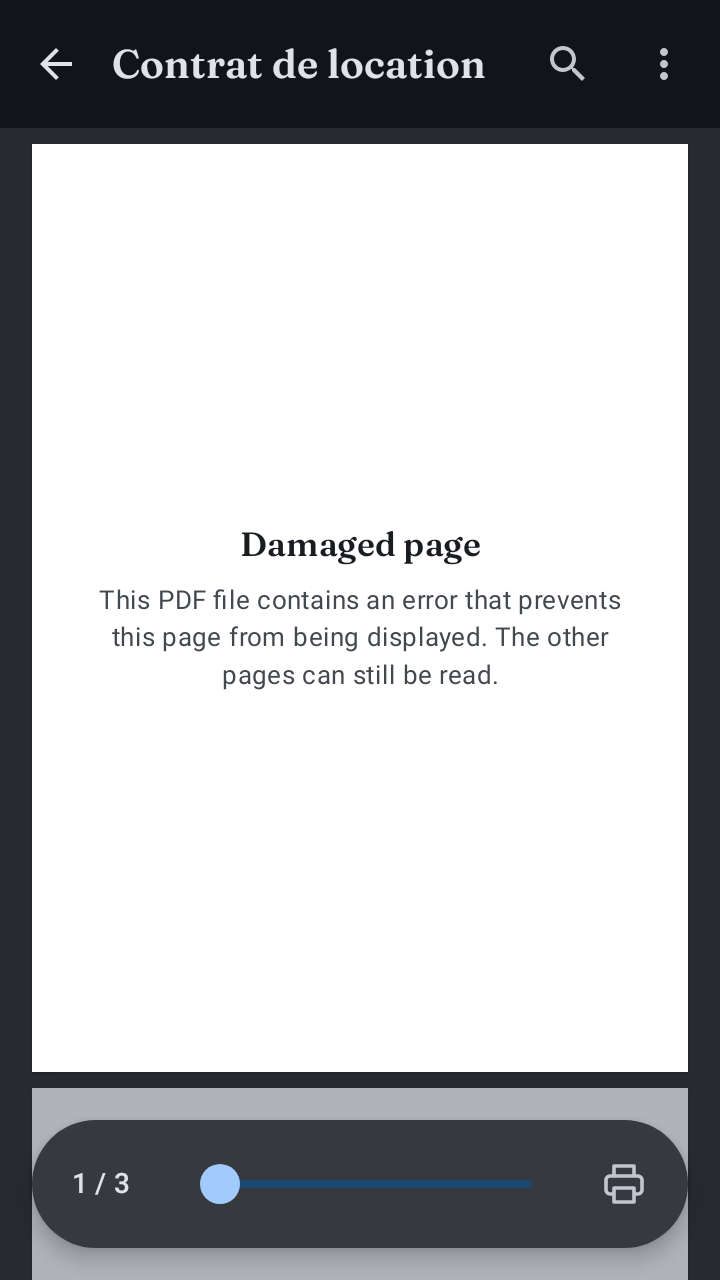 Contrat de location
Damaged page
This PDF file contains an error that prevents
this page from being displayed. The other
pages can still be read.
1 / 3